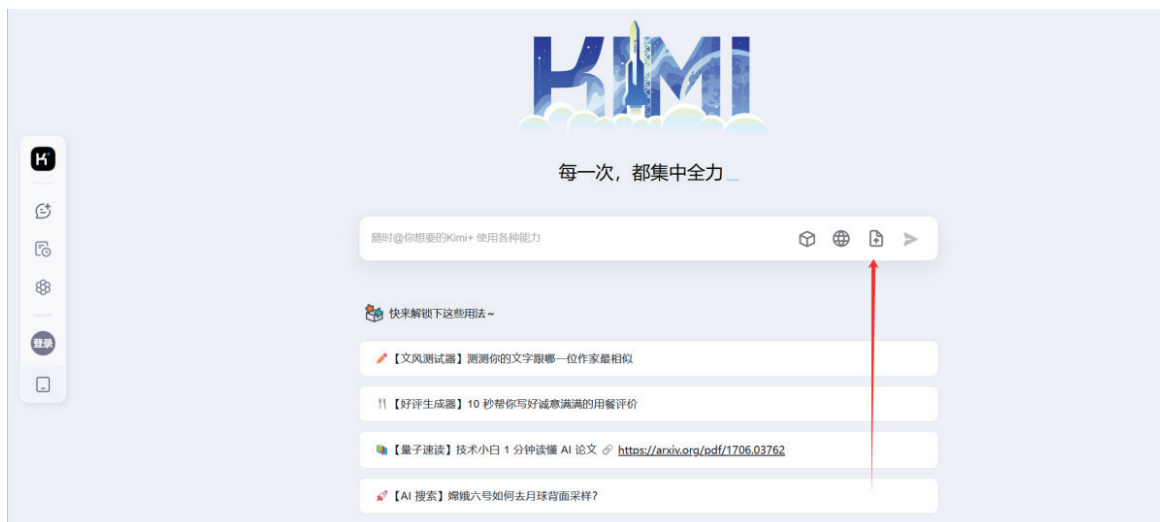 KIMI
每一次，都集中全力_
随时@你想要的Kimi+ 使用各种能力
快来解锁下这些用法~
【文风测试器】测测你的文字跟哪一位作家最相似
【好评生成器】10 秒帮你写好诚意满满的用餐评价
【量子速读】技术小白 1 分钟读懂 AI 论文 https://arxiv.org/pdf/1706.03762
【AI 搜索】嫦娥六号如何去月球背面采样?
K
登录